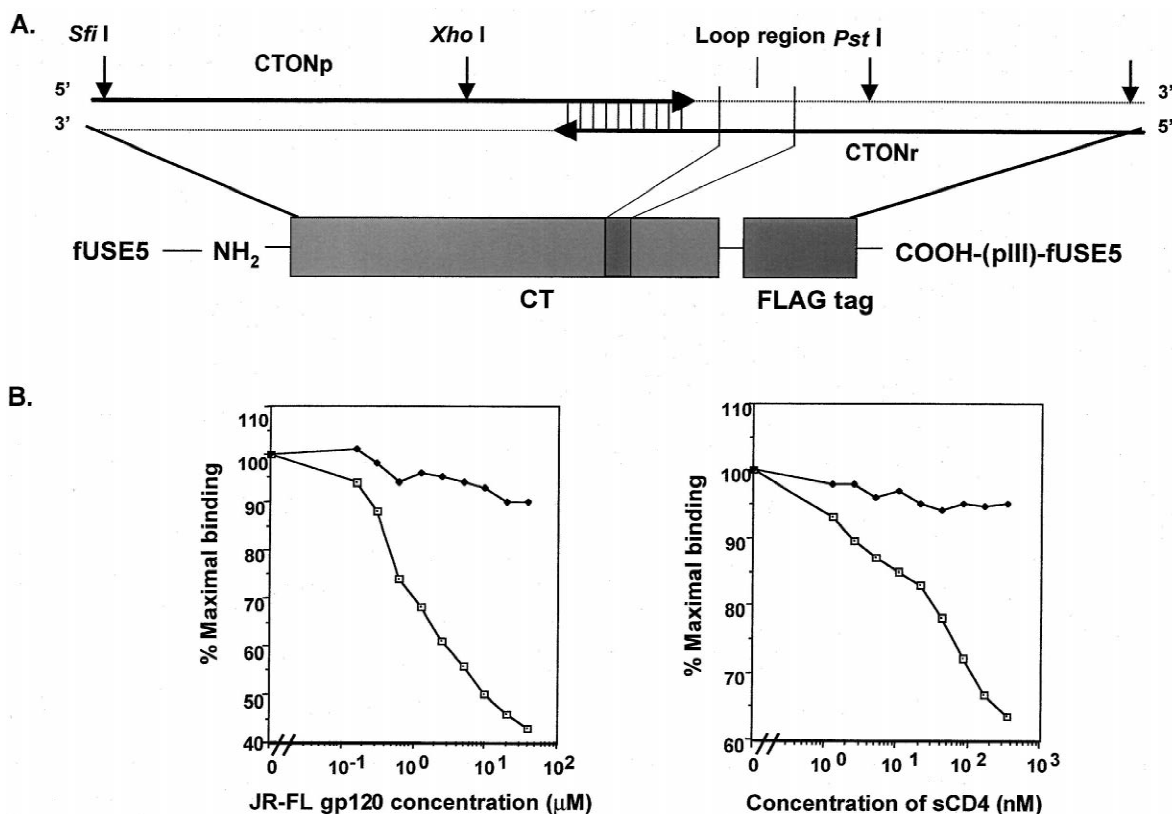 A.
Sfi I
Xho I
Loop region
Pst I
CTONp
5'
3'
3'
5'
CTONr
fUSE5
NH2
COOH-(pIII)-fUSE5
CT
FLAG tag
B.
% Maximal binding
110
100
90
80
70
60
50
40
0
10-1
100
101
102
JR-FL gp120 concentration (μM)
% Maximal binding
110
100
90
80
70
60
0
100
101
102
103
Concentration of sCD4 (nM)